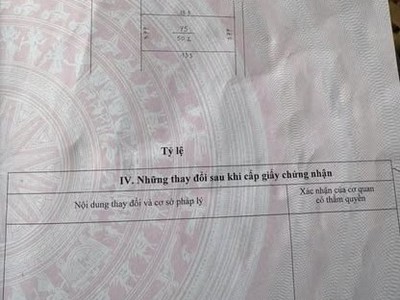 Tỷ lệ
IV. Những thay đổi sau khi cấp giấy chứng nhận
Nội dung thay đổi và cơ sở pháp lý
Xác nhận của cơ quan
có thẩm quyền